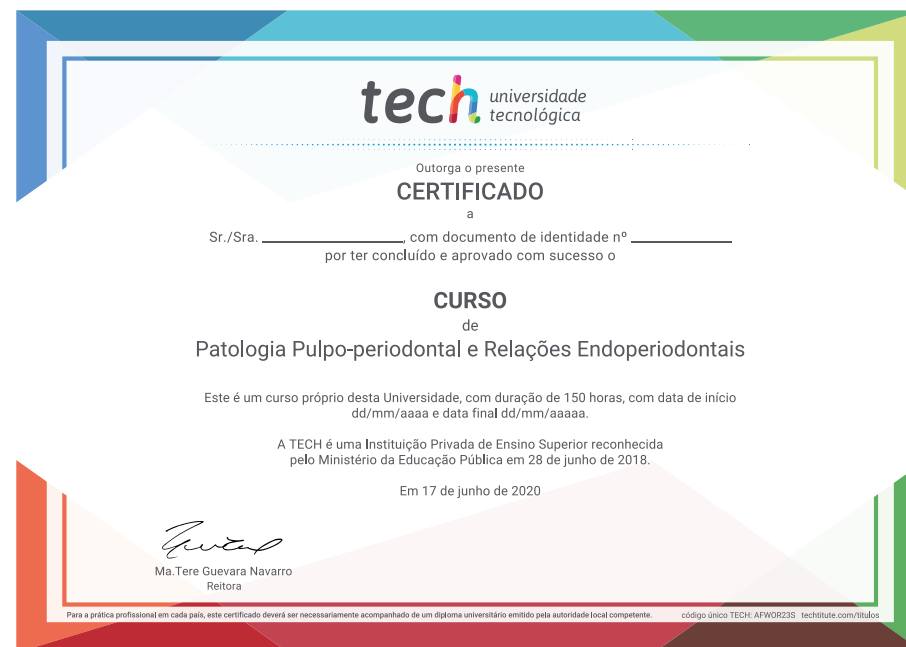 tech universidade
tecnológica
Outorga o presente
CERTIFICADO
a
Sr./Sra. ____________________, com documento de identidade nº ______________
por ter concluído e aprovado com sucesso o
CURSO
de
Patologia Pulpo-periodontal e Relações Endoperiodontais
Este é um curso próprio desta Universidade, com duração de 150 horas, com data de início
dd/mm/aaaa e data final dd/mm/aaaaa.
A TECH é uma Instituição Privada de Ensino Superior reconhecida
pelo Ministério da Educação Pública em 28 de junho de 2018.
Em 17 de junho de 2020
Ma.Tere Guevara Navarro
Reitora
Para a prática profissional em cada país, este certificado deverá ser necessariamente acompanhado de um diploma universitário emitido pela autoridade local competente. código único TECH: AFWOR23S techtitute.com/titulos